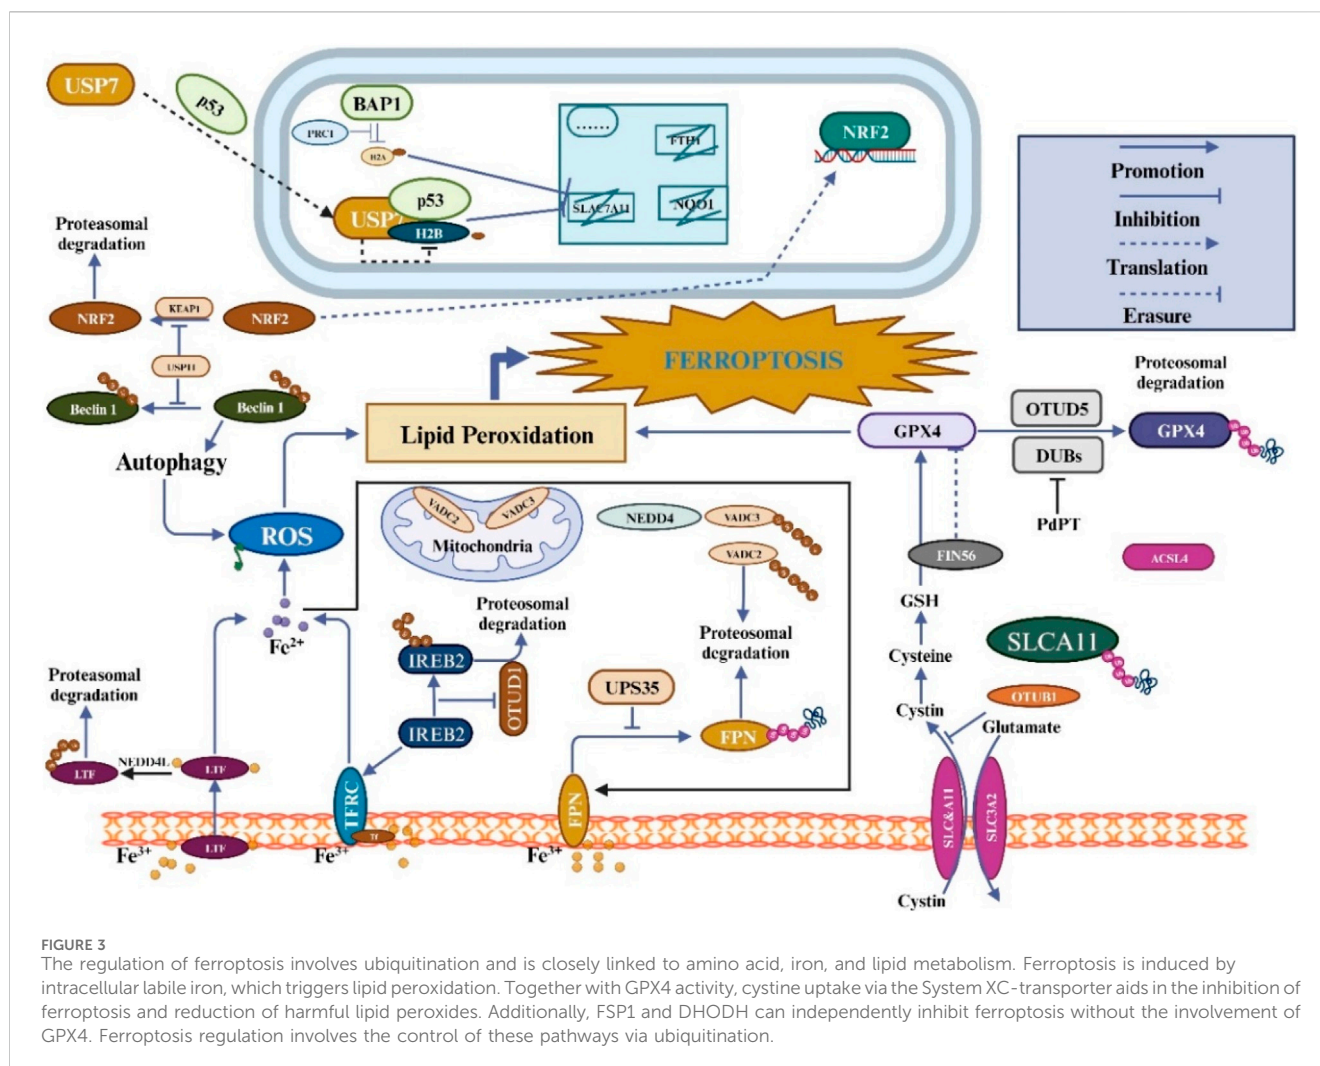 USP7
p53
BAP1
PRC1
H2A
p53
USP7
H2B
......
FTH1
SLAC7A11
NQO1
NRF2
Promotion
Inhibition
Translation
Erasure
Proteasomal
degradation
NRF2
KEAP1
NRF2
USP11
Beclin 1
Beclin 1
Autophagy
FERROPTOSIS
Lipid Peroxidation
GPX4
OTUD5
DUBs
PdPT
Proteosomal
degradation
GPX4
ROS
VADC2
VADC3
Mitochondria
NEDD4
VADC3
VADC2
FIN56
ACSL4
Fe2+
IREB2
Proteosomal
degradation
OTUD1
IREB2
Proteosomal
degradation
UPS35
FPN
GSH
Cysteine
Cystin
SLCA11
OTUB1
Glutamate
Proteasomal
degradation
LTF
NEDD4L
LTF
LTF
Fe3+
TFRC
Tf
Fe3+
FPN
Fe3+
SLC&A11
SLC3A2
Cystin
FIGURE 3
The regulation of ferroptosis involves ubiquitination and is closely linked to amino acid, iron, and lipid metabolism. Ferroptosis is induced by
intracellular labile iron, which triggers lipid peroxidation. Together with GPX4 activity, cystine uptake via the System XC-transporter aids in the inhibition of
ferroptosis and reduction of harmful lipid peroxides. Additionally, FSP1 and DHODH can independently inhibit ferroptosis without the involvement of
GPX4. Ferroptosis regulation involves the control of these pathways via ubiquitination.